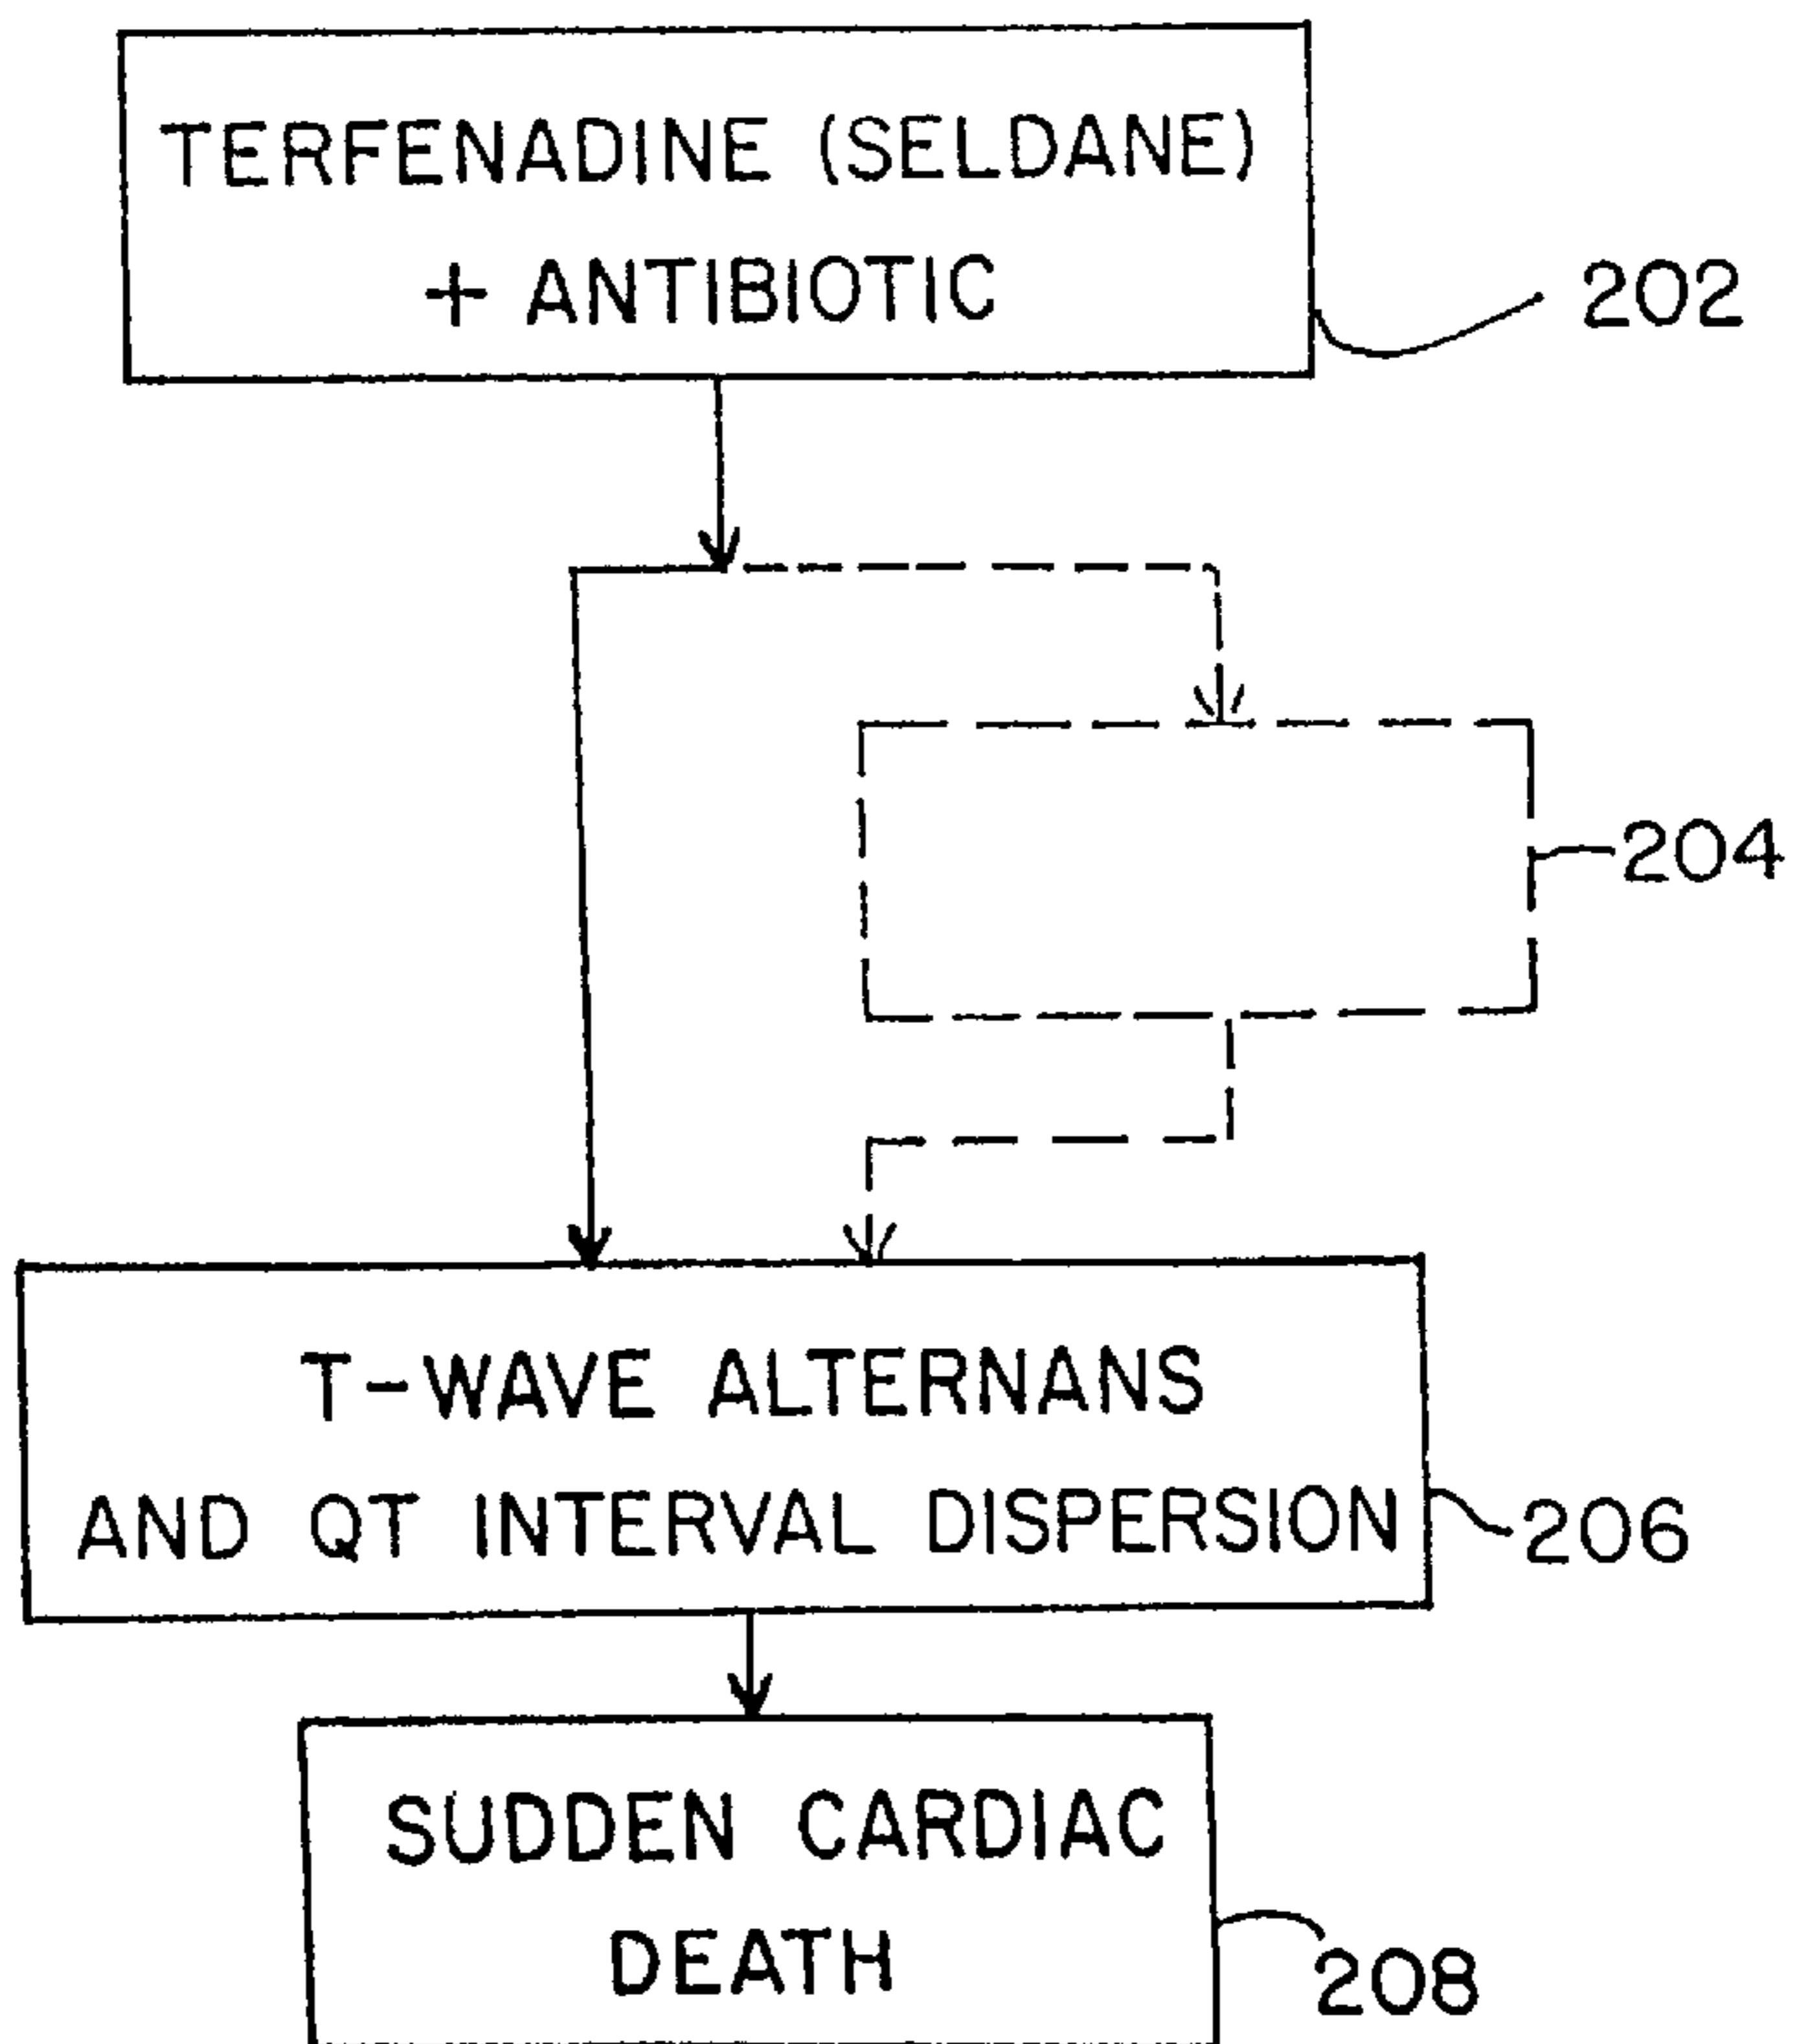 TERFENADINE (SELDANE)
+ ANTIBIOTIC
202
204
T-WAVE ALTERNANS
AND QT INTERVAL DISPERSION
206
SUDDEN CARDIAC
DEATH
208